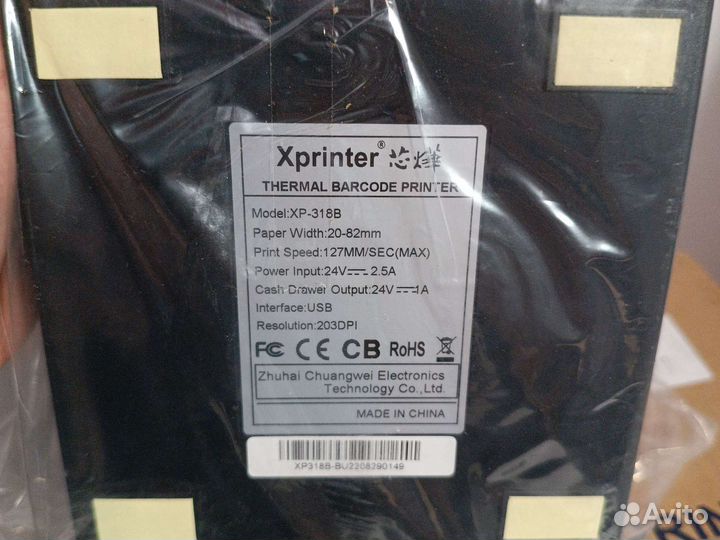 Xprinter® 芯烨
THERMAL BARCODE PRINTER
Model:XP-318B
Paper Width:20-82mm
Print Speed:127MM/SEC(MAX)
Power Input:24V⎓2.5A
Cash Drawer Output:24V⎓1A
Interface:USB
Resolution:203DPI
FC CE CB RoHS
Zhuhai Chuangwei Electronics
Technology Co.,Ltd.
MADE IN CHINA
XP318B-BU2208290149
Avito